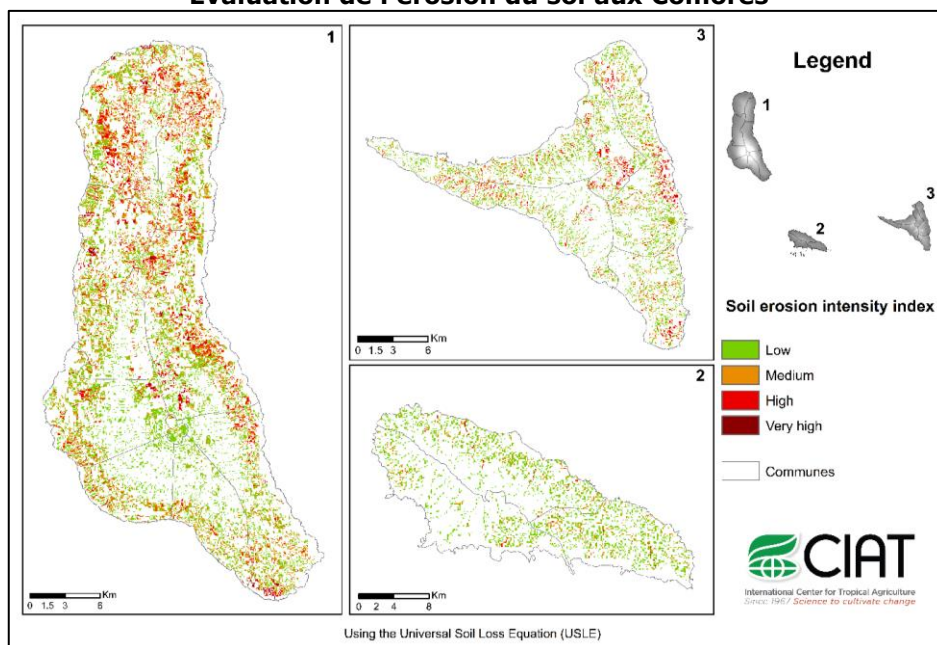 Évaluation de l'érosion du sol aux Comores
1
Km
0 1.5 3 6
3
Km
0 1.5 3 6
2
Km
0 2 4 8
Legend
1
3
2
Soil erosion intensity index
Low
Medium
High
Very high
Communes
CIAT
International Center for Tropical Agriculture
Since 1967 Science to cultivate change
Using the Universal Soil Loss Equation (USLE)